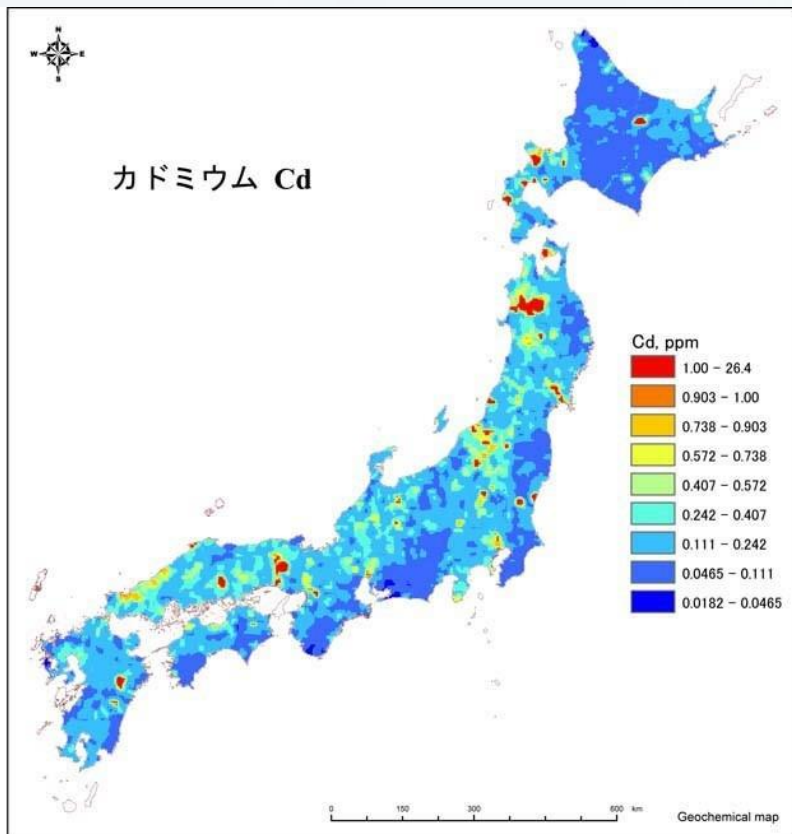 N
W E
S
カドミウム Cd
Cd, ppm
1.00 - 26.4
0.903 - 1.00
0.738 - 0.903
0.572 - 0.738
0.407 - 0.572
0.242 - 0.407
0.111 - 0.242
0.0465 - 0.111
0.0182 - 0.0465
0 150 300 600 km
Geochemical map